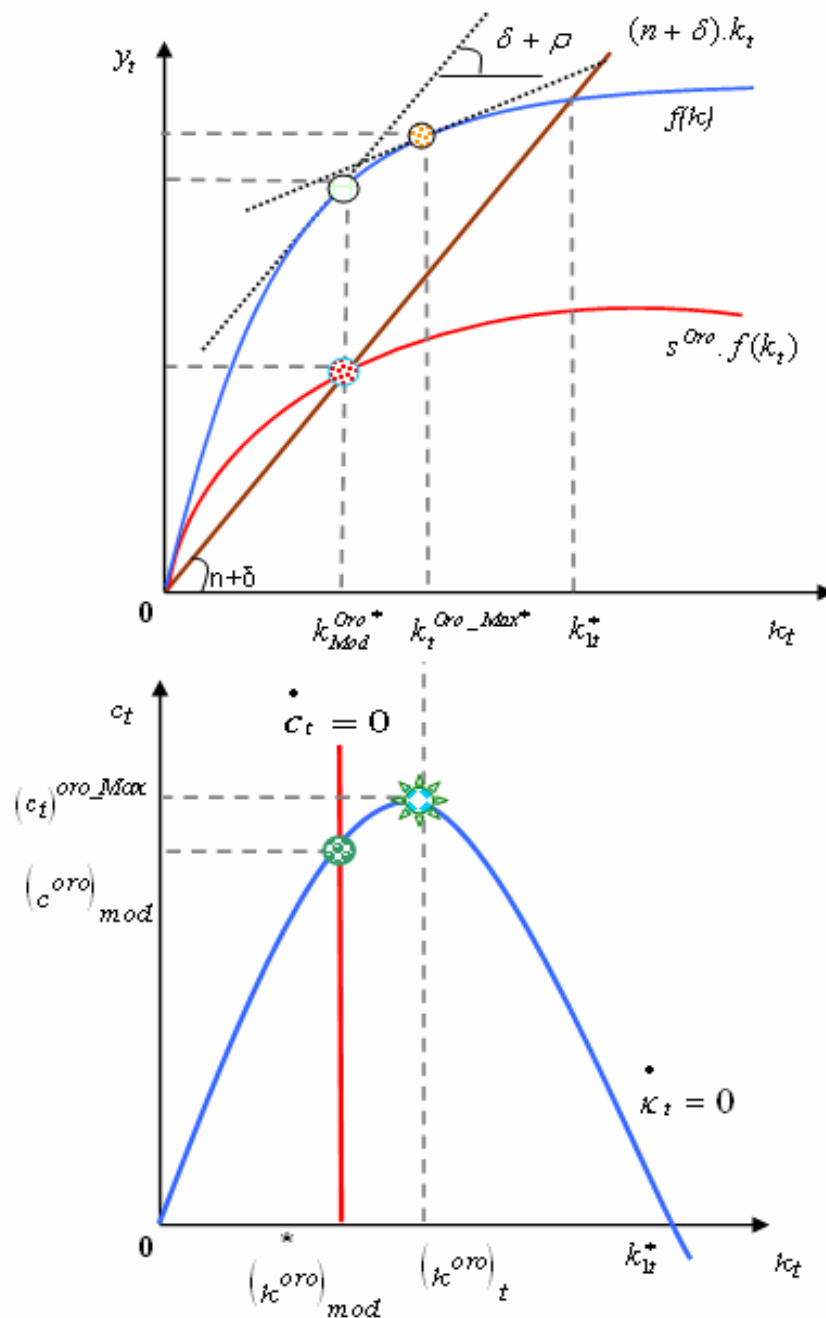 y_t
δ + ρ
(n + δ).k_t
f(k)
s^Oro.f(k_t)
n+δ
0
k_Mod^Oro*
k_t^Oro_Max*
k_1t^*
k_t
c_t
ċ_t = 0
(c_t)^oro_Max
(c^oro)_mod
k̇_t = 0
0
(k^oro)_mod^*
(k^oro)_t
k_1t^*
k_t